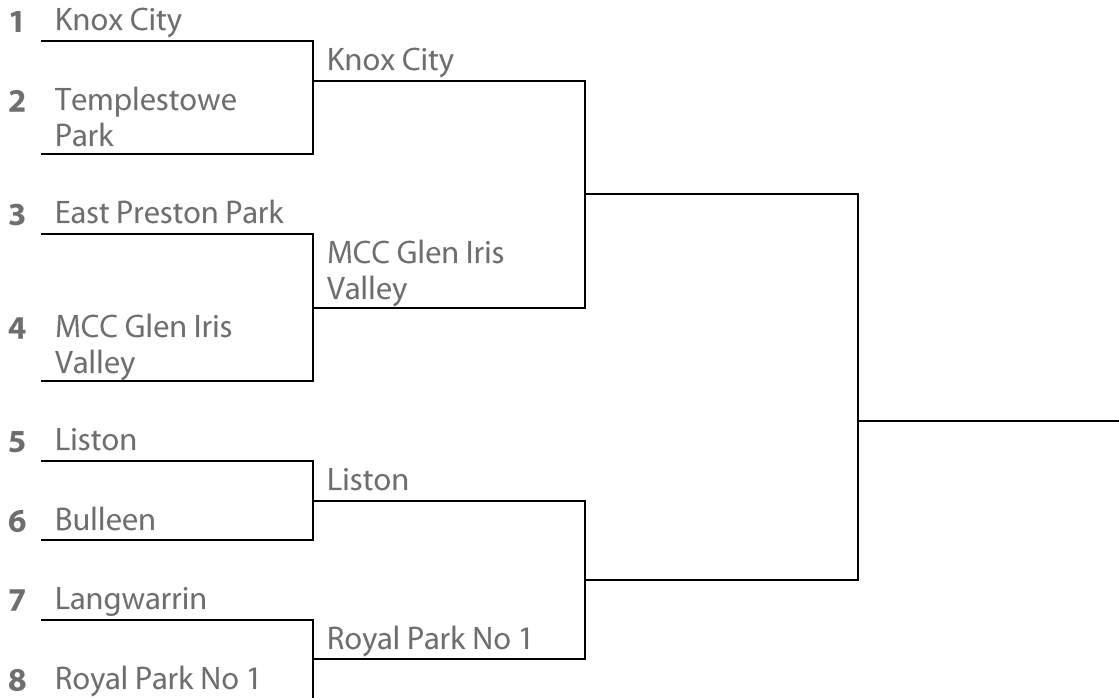 1 Knox City
Knox City
2 Templestowe
Park
3 East Preston Park
MCC Glen Iris
Valley
4 MCC Glen Iris
Valley
5 Liston
Liston
6 Bulleen
7 Langwarrin
Royal Park No 1
8 Royal Park No 1